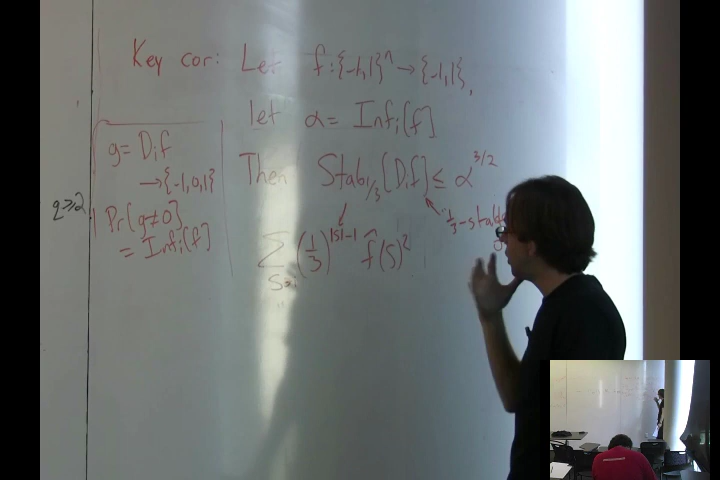 Key cor: Let f:{-1,1}^n → {-1,1},
let α = Inf_i[f]
Then Stab_{1/3}[D_i f] ≤ α^{3/2}
1/3-stable
∑_{S∋i} (1/3)^{|S|-1} f̂(S)^2
g = D_i f
→ {-1,0,1}
Pr[g≠0]
= Inf_i[f]
q≥2